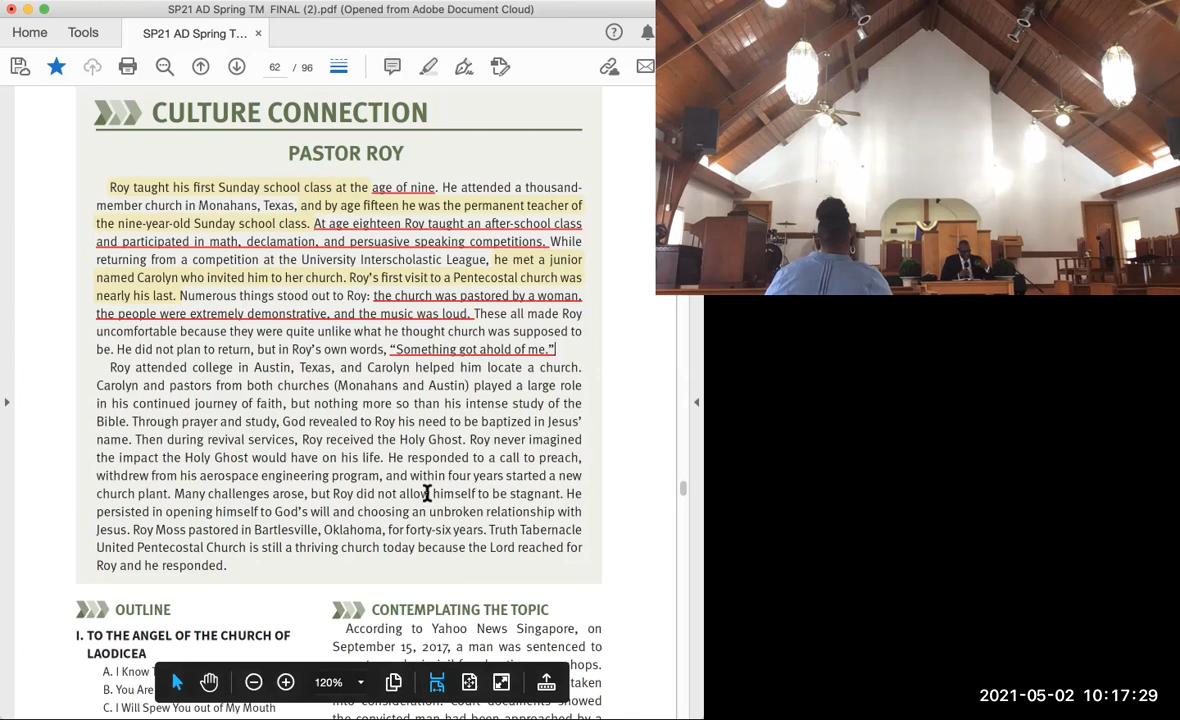 SP21 AD Spring TM FINAL (2).pdf (Opened from Adobe Document Cloud)
Home Tools SP21 AD Spring T... ×
62 / 96
CULTURE CONNECTION
PASTOR ROY
Roy taught his first Sunday school class at the age of nine. He attended a thousand-
member church in Monahans, Texas, and by age fifteen he was the permanent teacher of
the nine-year-old Sunday school class. At age eighteen Roy taught an after-school class
and participated in math, declamation, and persuasive speaking competitions. While
returning from a competition at the University Interscholastic League, he met a junior
named Carolyn who invited him to her church. Roy's first visit to a Pentecostal church was
nearly his last. Numerous things stood out to Roy: the church was pastored by a woman,
the people were extremely demonstrative, and the music was loud. These all made Roy
uncomfortable because they were quite unlike what he thought church was supposed to
be. He did not plan to return, but in Roy's own words, “Something got ahold of me.”
Roy attended college in Austin, Texas, and Carolyn helped him locate a church.
Carolyn and pastors from both churches (Monahans and Austin) played a large role
in his continued journey of faith, but nothing more so than his intense study of the
Bible. Through prayer and study, God revealed to Roy his need to be baptized in Jesus’
name. Then during revival services, Roy received the Holy Ghost. Roy never imagined
the impact the Holy Ghost would have on his life. He responded to a call to preach,
withdrew from his aerospace engineering program, and within four years started a new
church plant. Many challenges arose, but Roy did not allow himself to be stagnant. He
persisted in opening himself to God’s will and choosing an unbroken relationship with
Jesus. Roy Moss pastored in Bartlesville, Oklahoma, for forty-six years. Truth Tabernacle
United Pentecostal Church is still a thriving church today because the Lord reached for
Roy and he responded.
OUTLINE
I. TO THE ANGEL OF THE CHURCH OF
LAODICEA
A. I Know
B. You Are
C. I Will Spew You out of My Mouth
CONTEMPLATING THE TOPIC
According to Yahoo News Singapore, on
September 15, 2017, a man was sentenced to
hops.
taken
showed
the convicted man had been approached by a
120%
2021-05-02 10:17:29